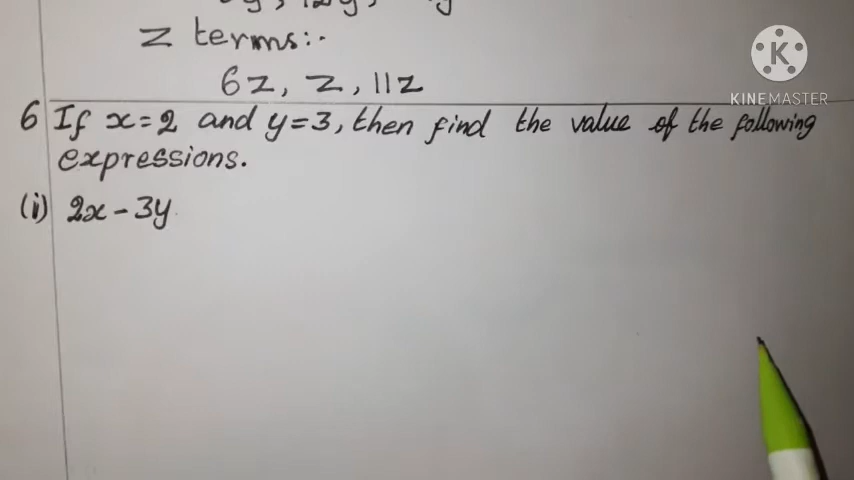 z terms:-
6z, z, 11z
6 If x=2 and y=3, then find the value of the following
expressions.
(i) 2x - 3y
KINEMASTER